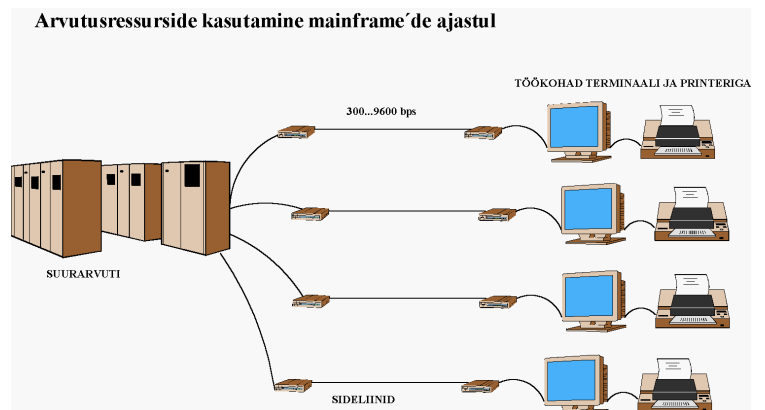 Arvutusressurside kasutamine mainframe´de ajastul
TÖÖKOHAD TERMINAALI JA PRINTERIGA
300...9600 bps
SUURARVUTI
SIDELIINID